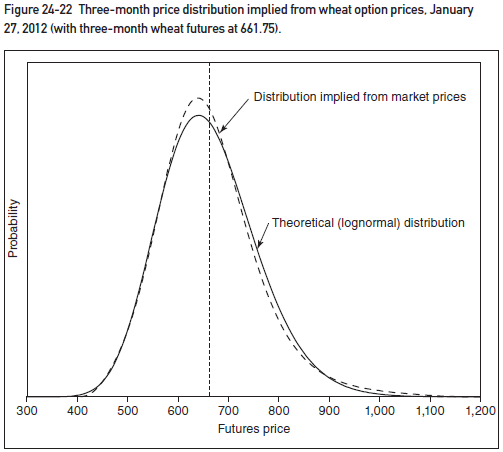 Figure 24-22 Three-month price distribution implied from wheat option prices, January
27, 2012 (with three-month wheat futures at 661.75).
Distribution implied from market prices
Theoretical (lognormal) distribution
Probability
300 400 500 600 700 800 900 1,000 1,100 1,200
Futures price